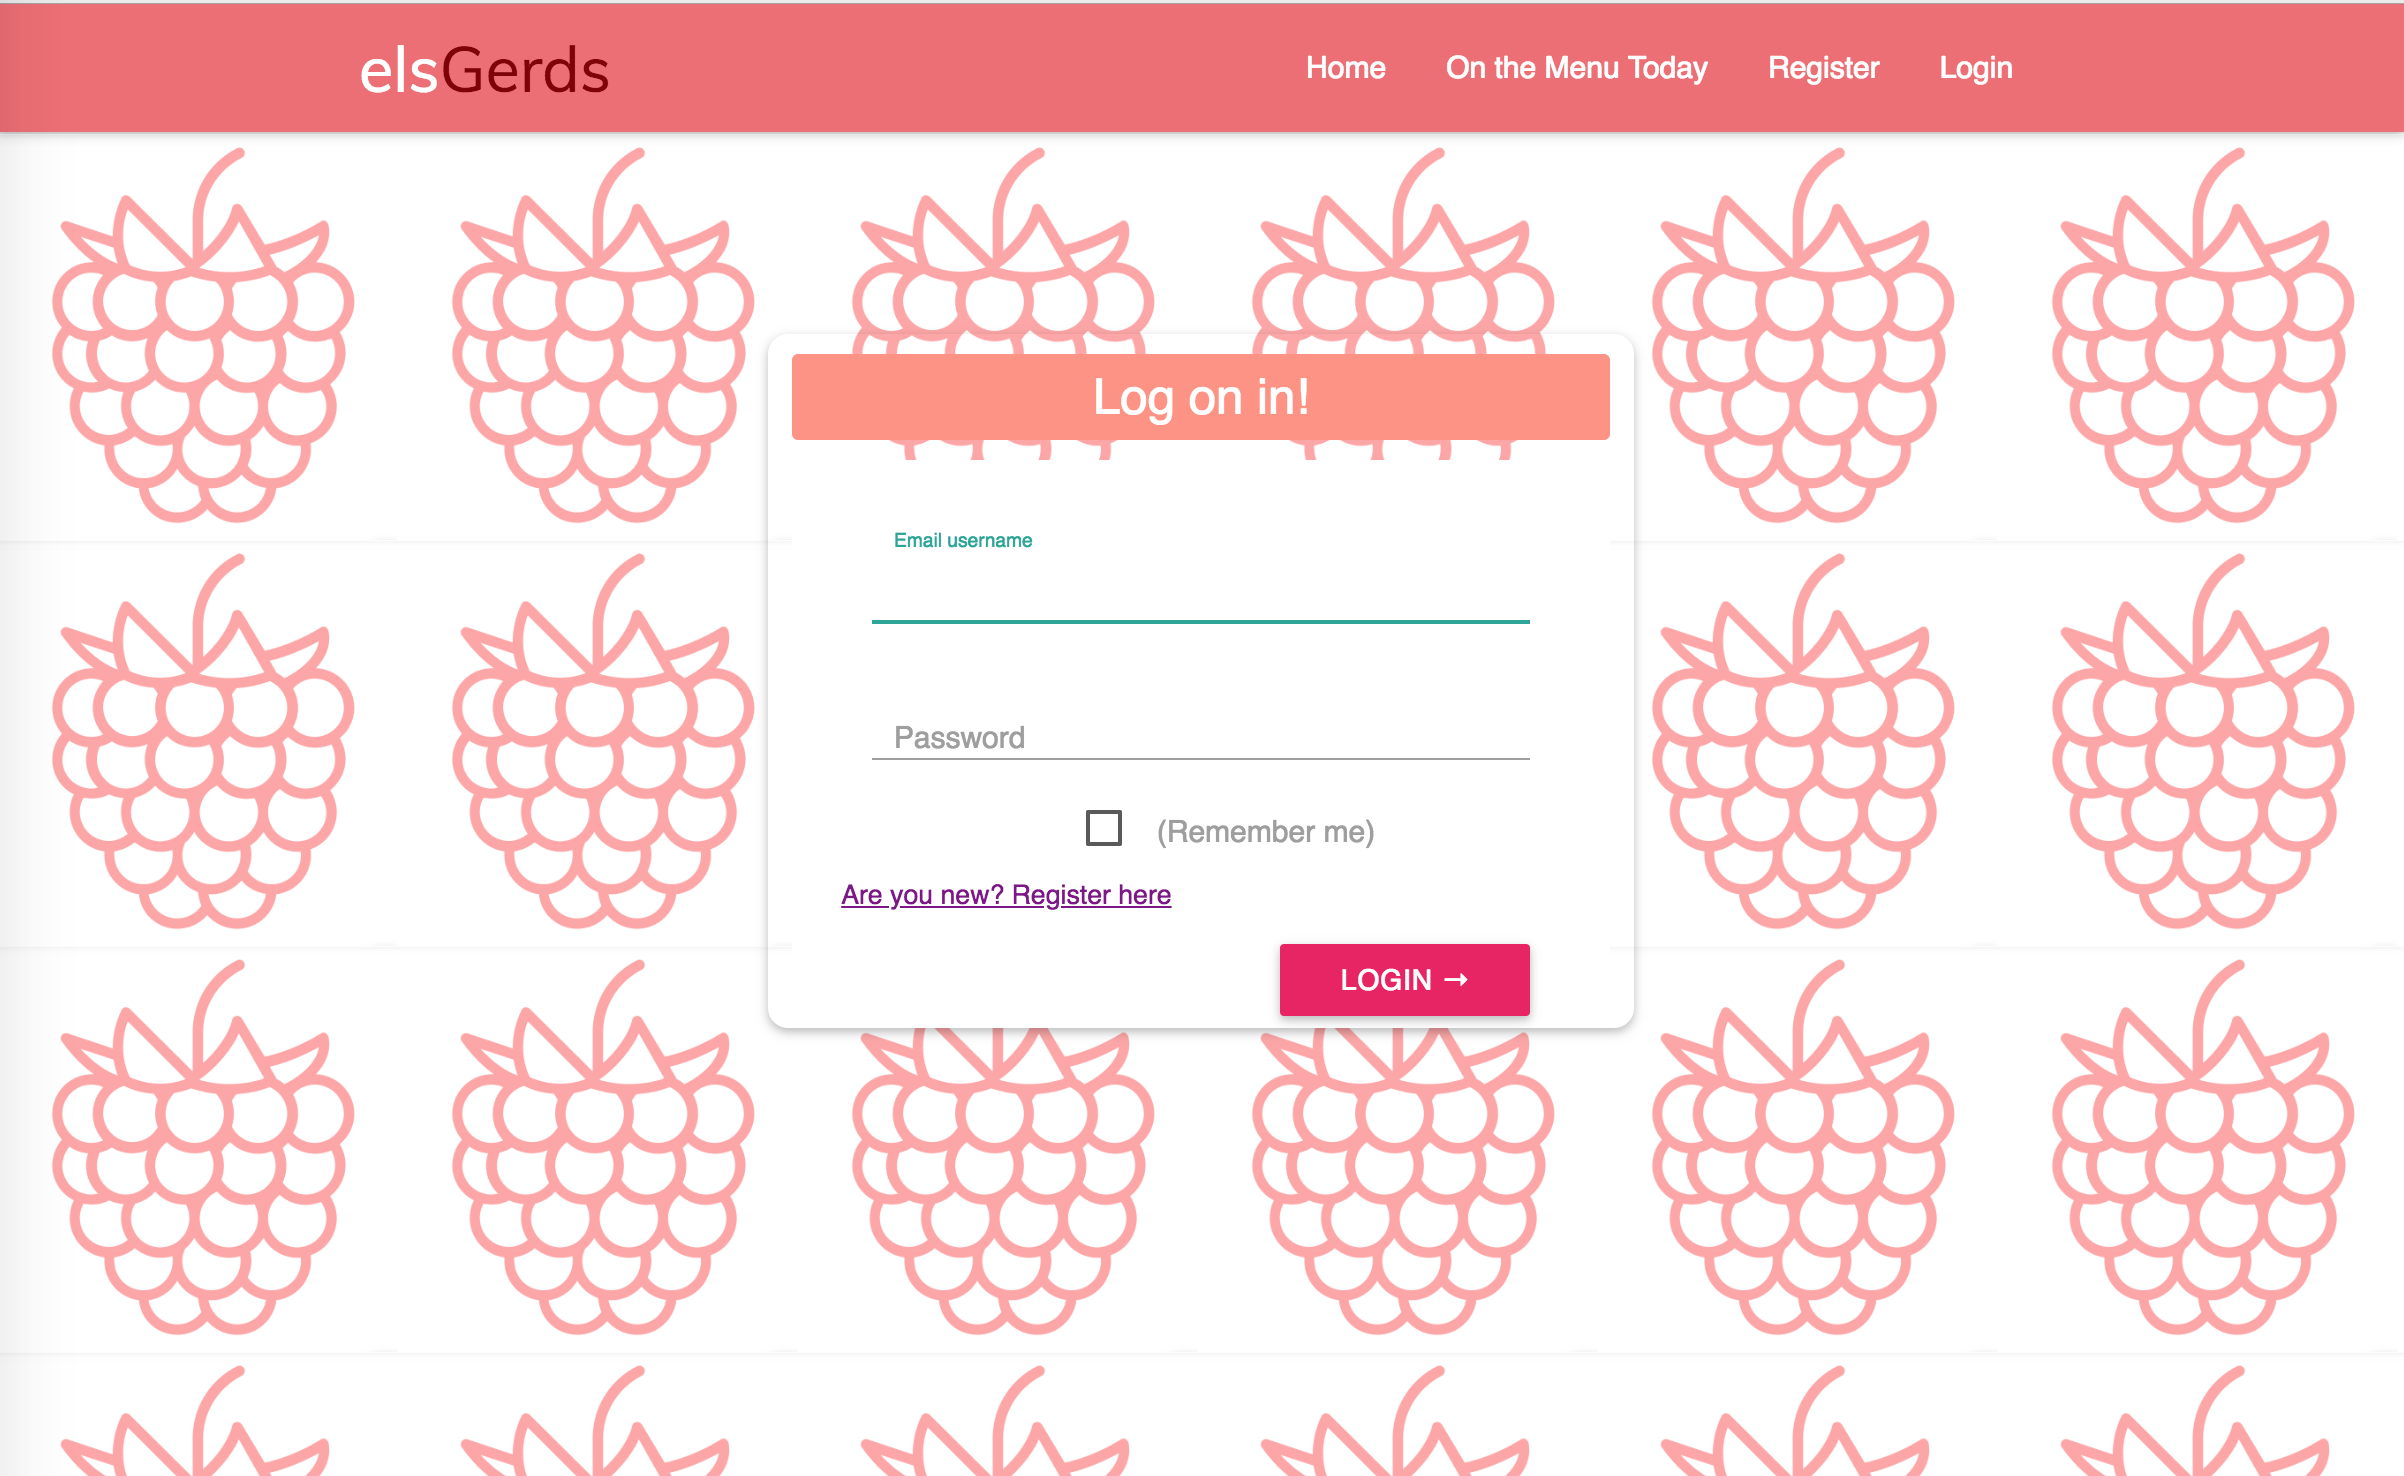 elsGerds
Home
On the Menu Today
Register
Login
Log on in!
Email username
Password
(Remember me)
Are you new? Register here
LOGIN →